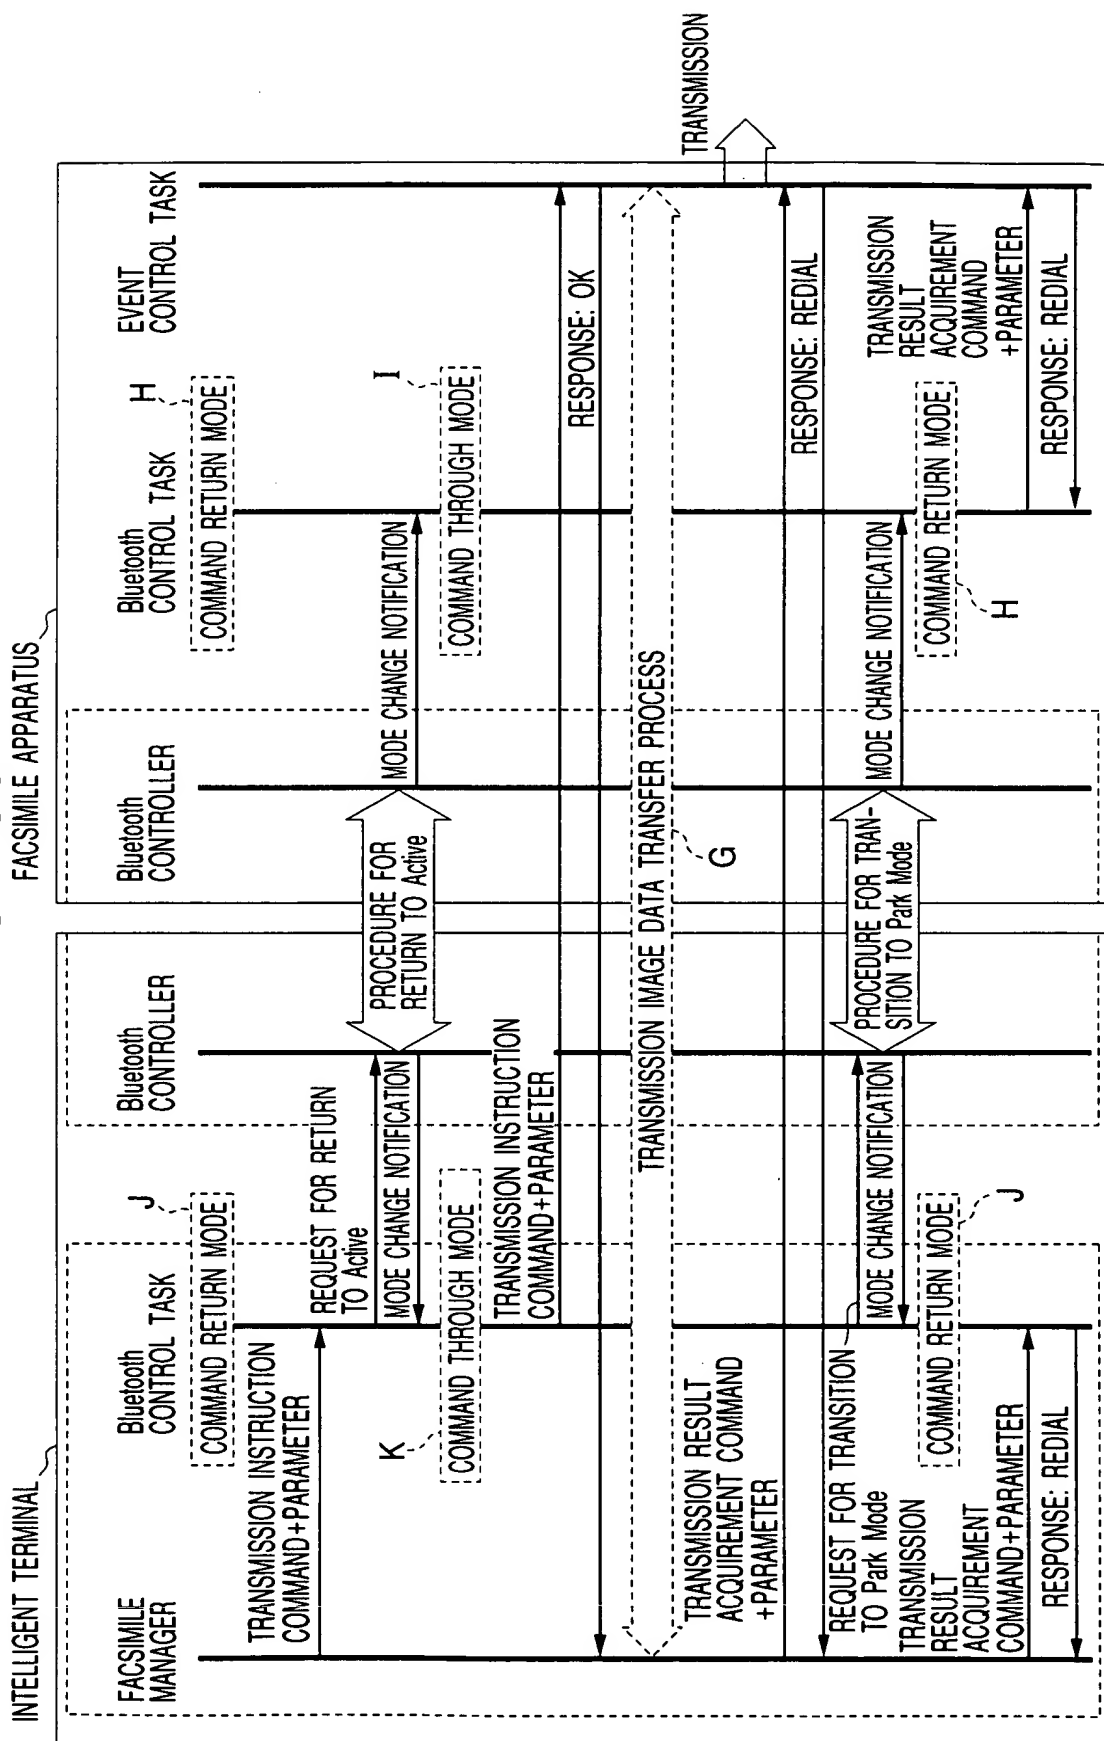 INTELLIGENT TERMINAL
FACSIMILE APPARATUS
FACSIMILE
MANAGER
Bluetooth
CONTROL TASK
Bluetooth
CONTROLLER
Bluetooth
CONTROLLER
Bluetooth
CONTROL TASK
EVENT
CONTROL TASK
J
COMMAND RETURN MODE
H
COMMAND RETURN MODE
TRANSMISSION INSTRUCTION
COMMAND+PARAMETER
REQUEST FOR RETURN
TO Active
MODE CHANGE NOTIFICATION
PROCEDURE FOR
RETURN TO Active
MODE CHANGE NOTIFICATION
K
COMMAND THROUGH MODE
I
COMMAND THROUGH MODE
TRANSMISSION INSTRUCTION
COMMAND+PARAMETER
RESPONSE: OK
TRANSMISSION IMAGE DATA TRANSFER PROCESS
G
TRANSMISSION
TRANSMISSION RESULT
ACQUIREMENT COMMAND
+PARAMETER
RESPONSE: REDIAL
REQUEST FOR TRANSITION
TO Park Mode
MODE CHANGE NOTIFICATION
PROCEDURE FOR TRAN-
SITION TO Park Mode
MODE CHANGE NOTIFICATION
COMMAND RETURN MODE
J
COMMAND RETURN MODE
H
TRANSMISSION
RESULT
ACQUIREMENT
COMMAND+PARAMETER
RESPONSE: REDIAL
TRANSMISSION
RESULT
ACQUIREMENT
COMMAND
+PARAMETER
RESPONSE: REDIAL